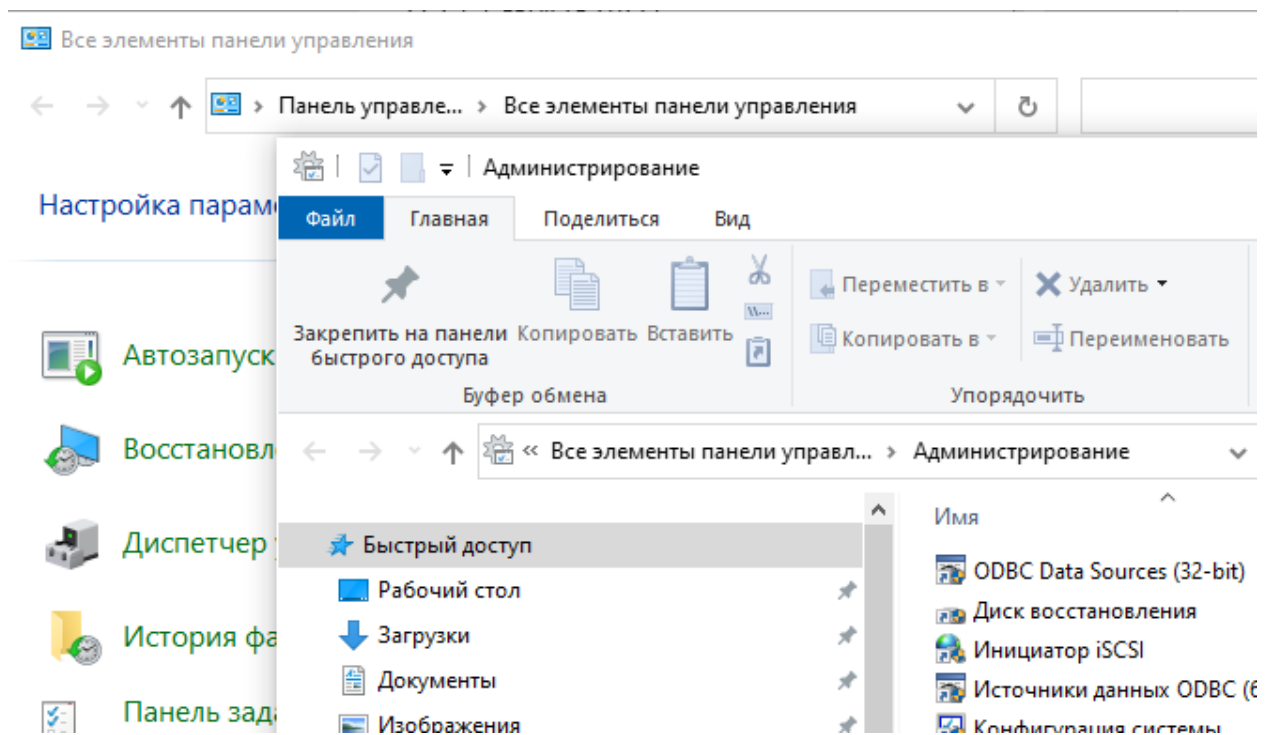 Все элементы панели управления
Панель управле... › Все элементы панели управления
Администрирование
Настройка парам
Файл Главная Поделиться Вид
Переместить в Удалить
Закрепить на панели быстрого доступа
Копировать Вставить
Копировать в Переименовать
Буфер обмена Упорядочить
Автозапуск
Восстановл
« Все элементы панели управл... › Администрирование
Имя
Диспетчер
Быстрый доступ
ODBC Data Sources (32-bit)
Рабочий стол
Диск восстановления
История фа
Загрузки
Инициатор iSCSI
Документы
Источники данных ODBC (6
Панель зада
Изображения
Конфигурация системы